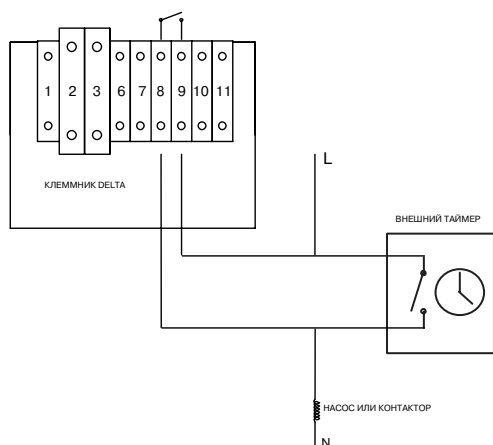 1 2 3 6 7 8 9 10 11
КЛЕММНИК DELTA
L
ВНЕШНИЙ ТАЙМЕР
НАСОС ИЛИ КОНТАКТОР
N